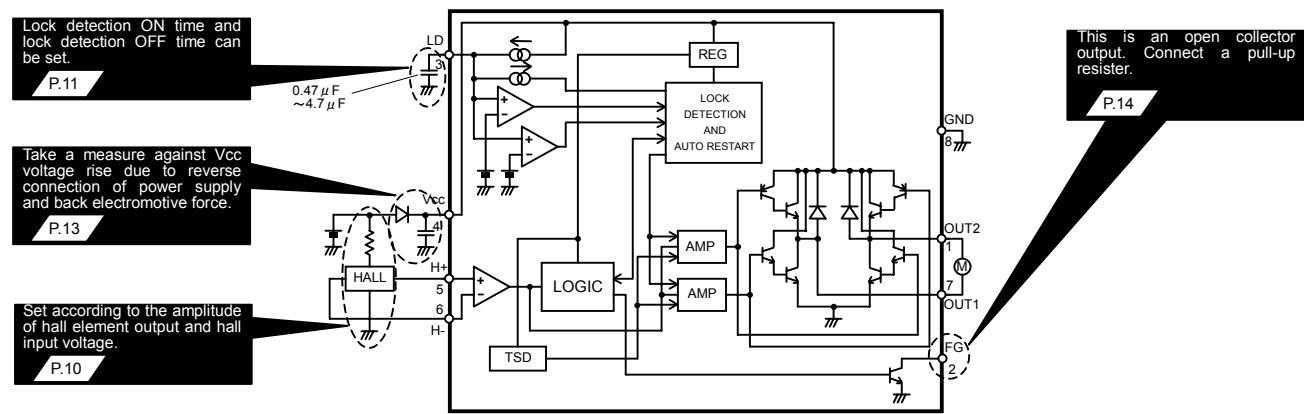 Lock detection ON time and
lock detection OFF time can
be set.
P.11
Take a measure against Vcc
voltage rise due to reverse
connection of power supply
and back electromotive force.
P.13
Set according to the amplitude
of hall element output and hall
input voltage.
P.10
LD
3
0.47μF
~4.7μF
Vcc
4
HALL
H+
5
6
H-
REG
LOCK
DETECTION
AND
AUTO RESTART
LOGIC
TSD
AMP
AMP
GND
8
OUT2
1
M
7
OUT1
FG
2
This is an open collector
output. Connect a pull-up
resister.
P.14